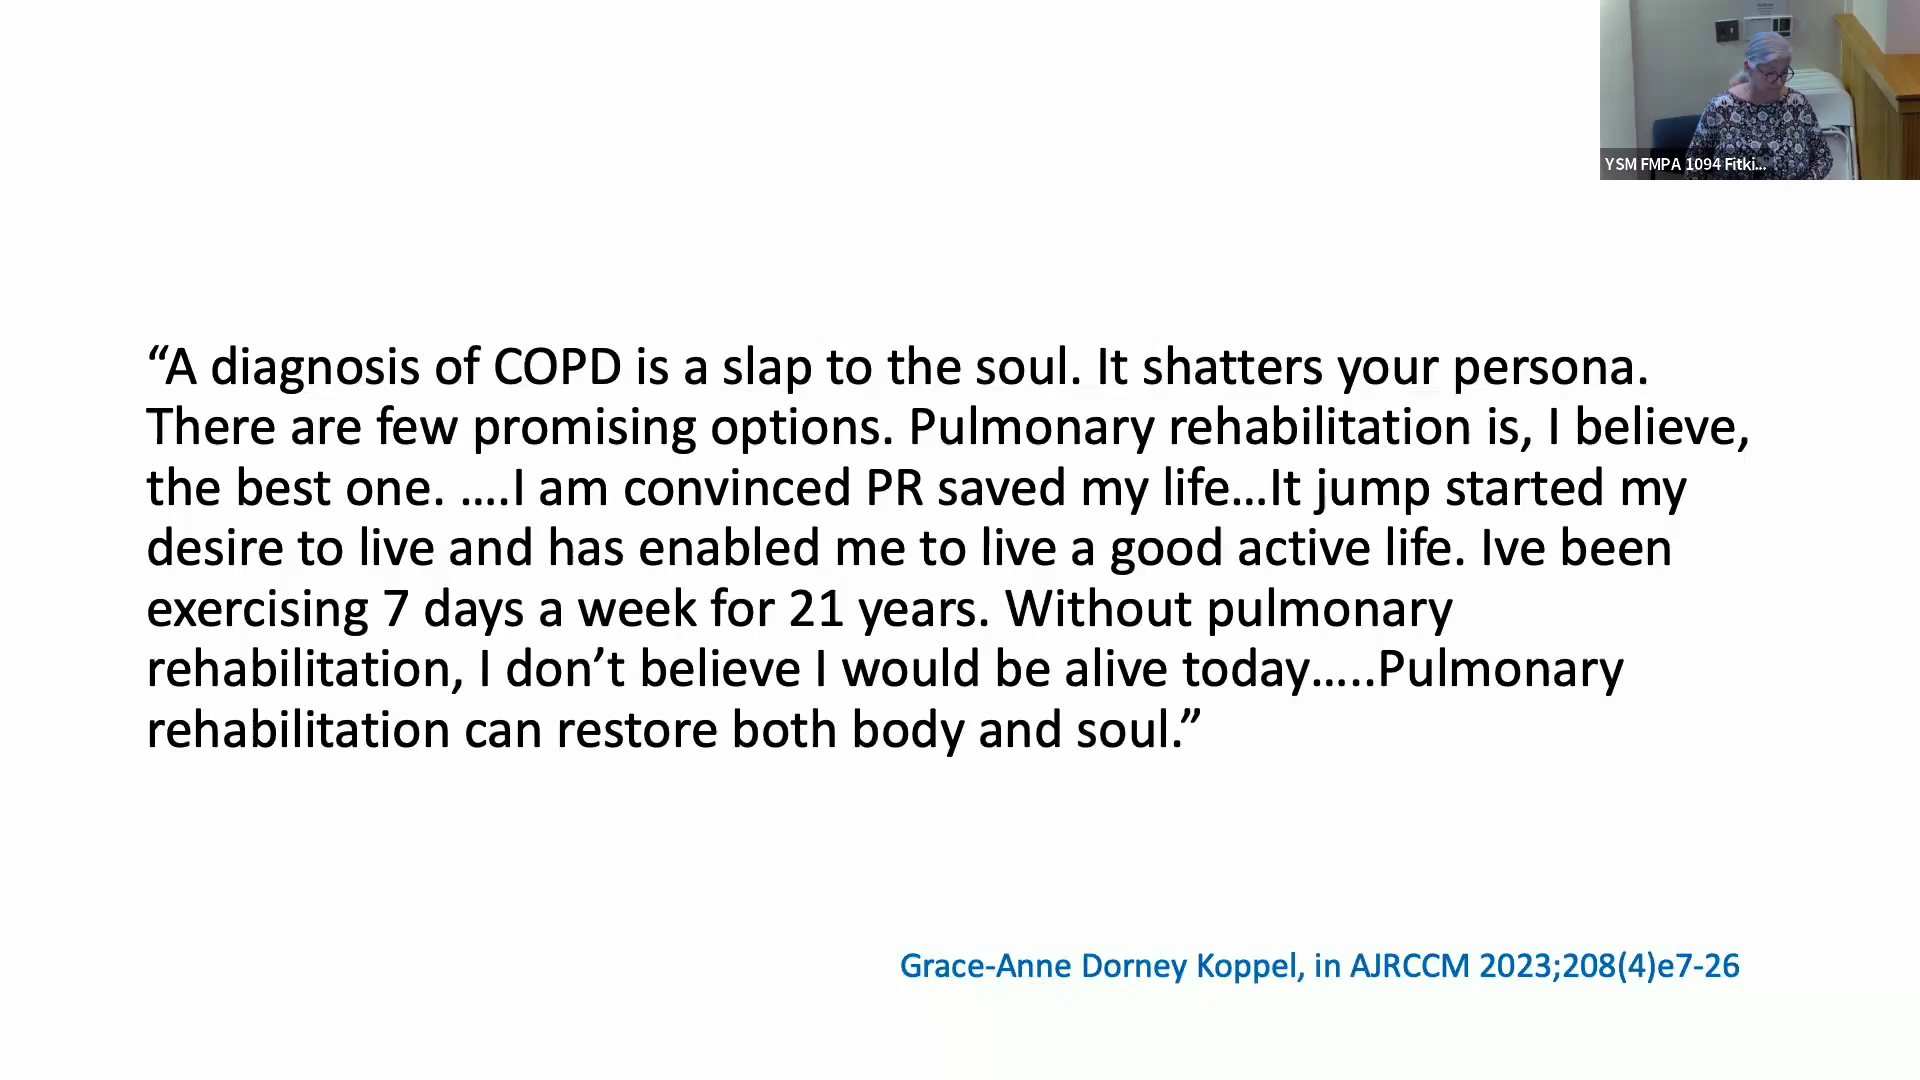 YSM FMPA 1094 Fitki...
“A diagnosis of COPD is a slap to the soul. It shatters your persona.
There are few promising options. Pulmonary rehabilitation is, I believe,
the best one. ….I am convinced PR saved my life…It jump started my
desire to live and has enabled me to live a good active life. Ive been
exercising 7 days a week for 21 years. Without pulmonary
rehabilitation, I don’t believe I would be alive today…..Pulmonary
rehabilitation can restore both body and soul.”
Grace-Anne Dorney Koppel, in AJRCCM 2023;208(4)e7-26